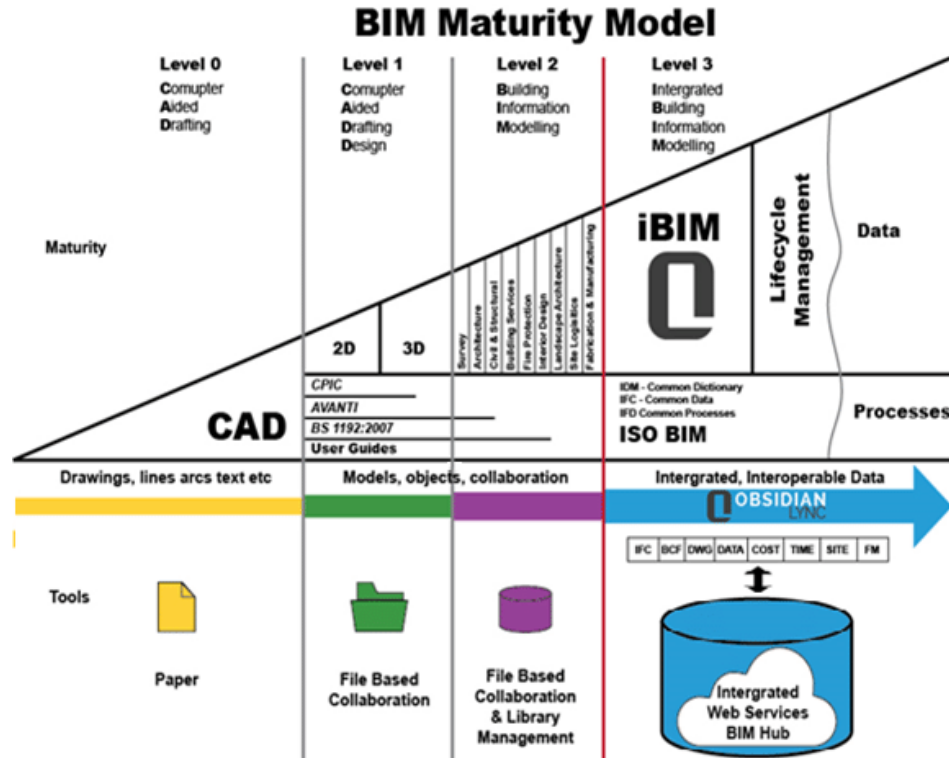 BIM Maturity Model
Level 0
Comupter
Aided
Drafting
Level 1
Comupter
Aided
Drafting
Design
Level 2
Building
Information
Modelling
Level 3
Intergrated
Building
Information
Modelling
Maturity
2D
3D
Survey
Architecture
Civil & Structural
Building Services
Fire Protection
Interior Design
Landscape Architecture
Site Logisitics
Fabrication & Manufacturing
iBIM
Lifecycle
Management
Data
CAD
CPIC
AVANTI
BS 1192:2007
User Guides
IDM - Common Dictionary
IFC - Common Data
IFD Common Processes
ISO BIM
Processes
Drawings, lines arcs text etc
Models, objects, collaboration
Intergrated, Interoperable Data
OBSIDIAN
LYNC
IFC BCF DWG DATA COST TIME SITE FM
Tools
Paper
File Based
Collaboration
File Based
Collaboration
& Library
Management
Intergrated
Web Services
BIM Hub